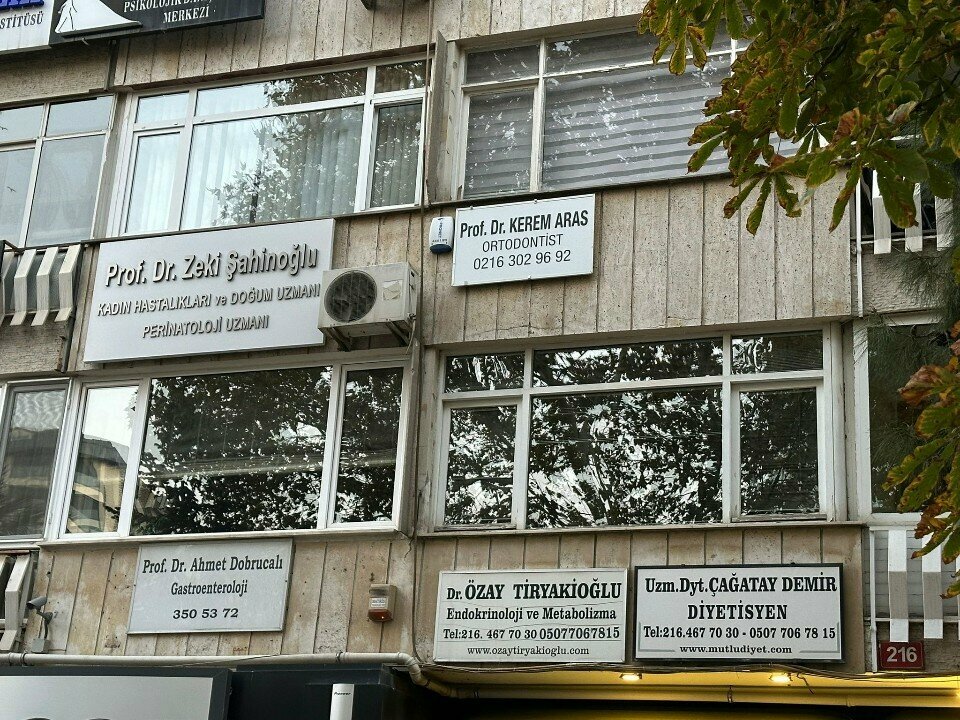 STİTÜSÜ
MERKEZİ
Prof. Dr. KEREM ARAS
ORTODONTİST
0216 302 96 92
Prof. Dr. Zeki Şahinoğlu
KADIN HASTALIKLARI ve DOĞUM UZMANI
PERİNATOLOJİ UZMANI
Prof. Dr. Ahmet Dobrucalı
Gastroenteroloji
350 53 72
Dr. ÖZAY TİRYAKİOĞLU
Endokrinoloji ve Metabolizma
Tel:216. 467 70 30 05077067815
www.ozaytiryakioglu.com
Uzm.Dyt.ÇAĞATAY DEMİR
DİYETİSYEN
Tel:216.467 70 30 - 0507 706 78 15
www.mutludiyet.com
216
Pioneer